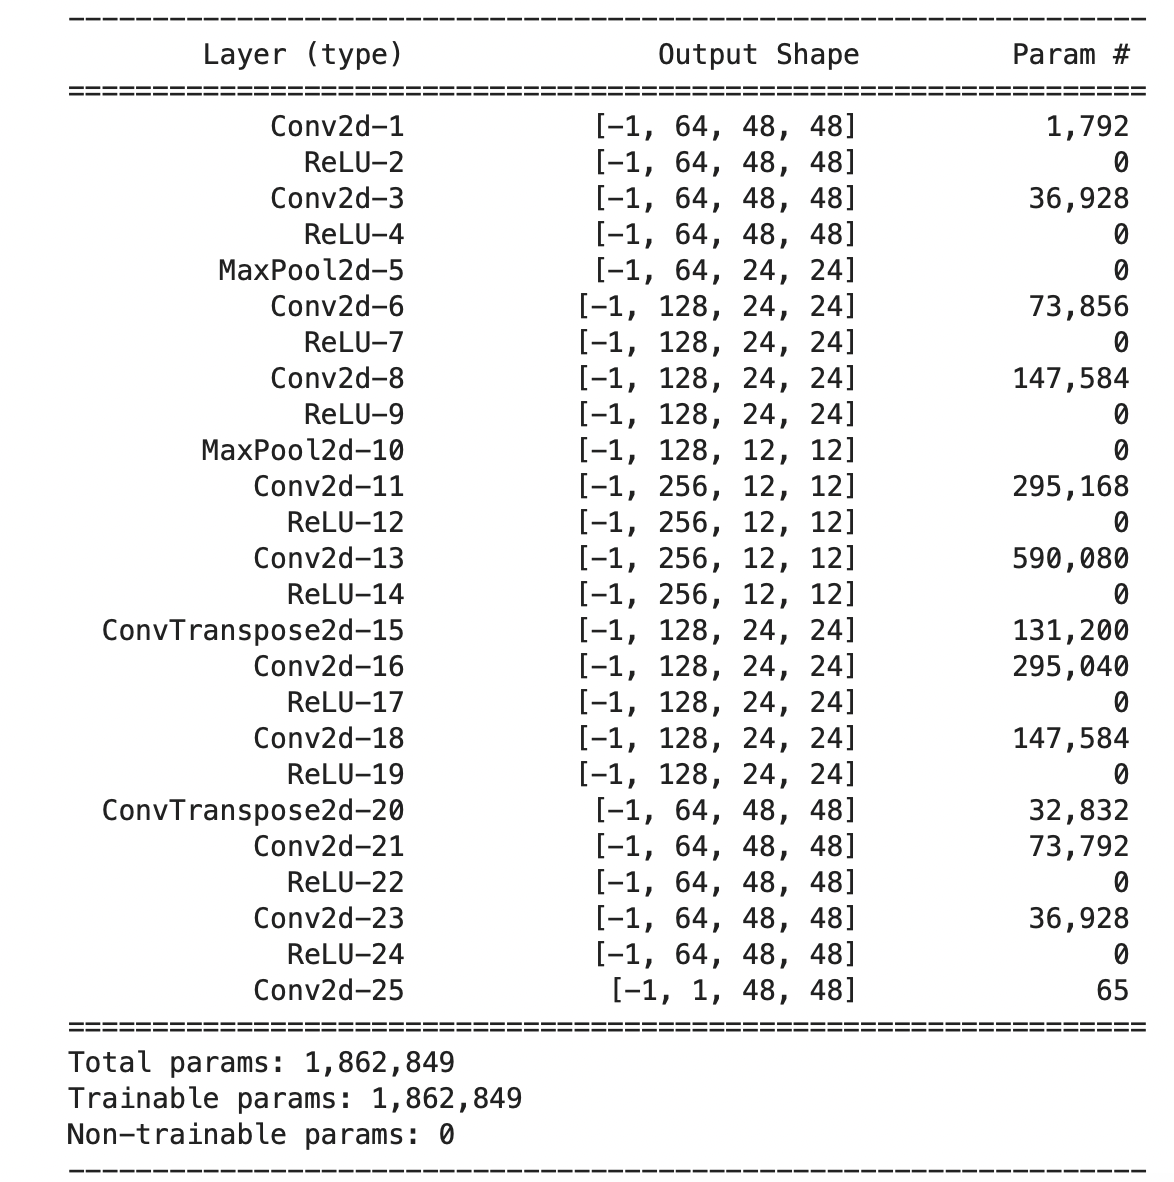 ----------------------------------------------------------------
Layer (type) Output Shape Param #
================================================================
Conv2d-1 [-1, 64, 48, 48] 1,792
ReLU-2 [-1, 64, 48, 48] 0
Conv2d-3 [-1, 64, 48, 48] 36,928
ReLU-4 [-1, 64, 48, 48] 0
MaxPool2d-5 [-1, 64, 24, 24] 0
Conv2d-6 [-1, 128, 24, 24] 73,856
ReLU-7 [-1, 128, 24, 24] 0
Conv2d-8 [-1, 128, 24, 24] 147,584
ReLU-9 [-1, 128, 24, 24] 0
MaxPool2d-10 [-1, 128, 12, 12] 0
Conv2d-11 [-1, 256, 12, 12] 295,168
ReLU-12 [-1, 256, 12, 12] 0
Conv2d-13 [-1, 256, 12, 12] 590,080
ReLU-14 [-1, 256, 12, 12] 0
ConvTranspose2d-15 [-1, 128, 24, 24] 131,200
Conv2d-16 [-1, 128, 24, 24] 295,040
ReLU-17 [-1, 128, 24, 24] 0
Conv2d-18 [-1, 128, 24, 24] 147,584
ReLU-19 [-1, 128, 24, 24] 0
ConvTranspose2d-20 [-1, 64, 48, 48] 32,832
Conv2d-21 [-1, 64, 48, 48] 73,792
ReLU-22 [-1, 64, 48, 48] 0
Conv2d-23 [-1, 64, 48, 48] 36,928
ReLU-24 [-1, 64, 48, 48] 0
Conv2d-25 [-1, 1, 48, 48] 65
================================================================
Total params: 1,862,849
Trainable params: 1,862,849
Non-trainable params: 0
----------------------------------------------------------------